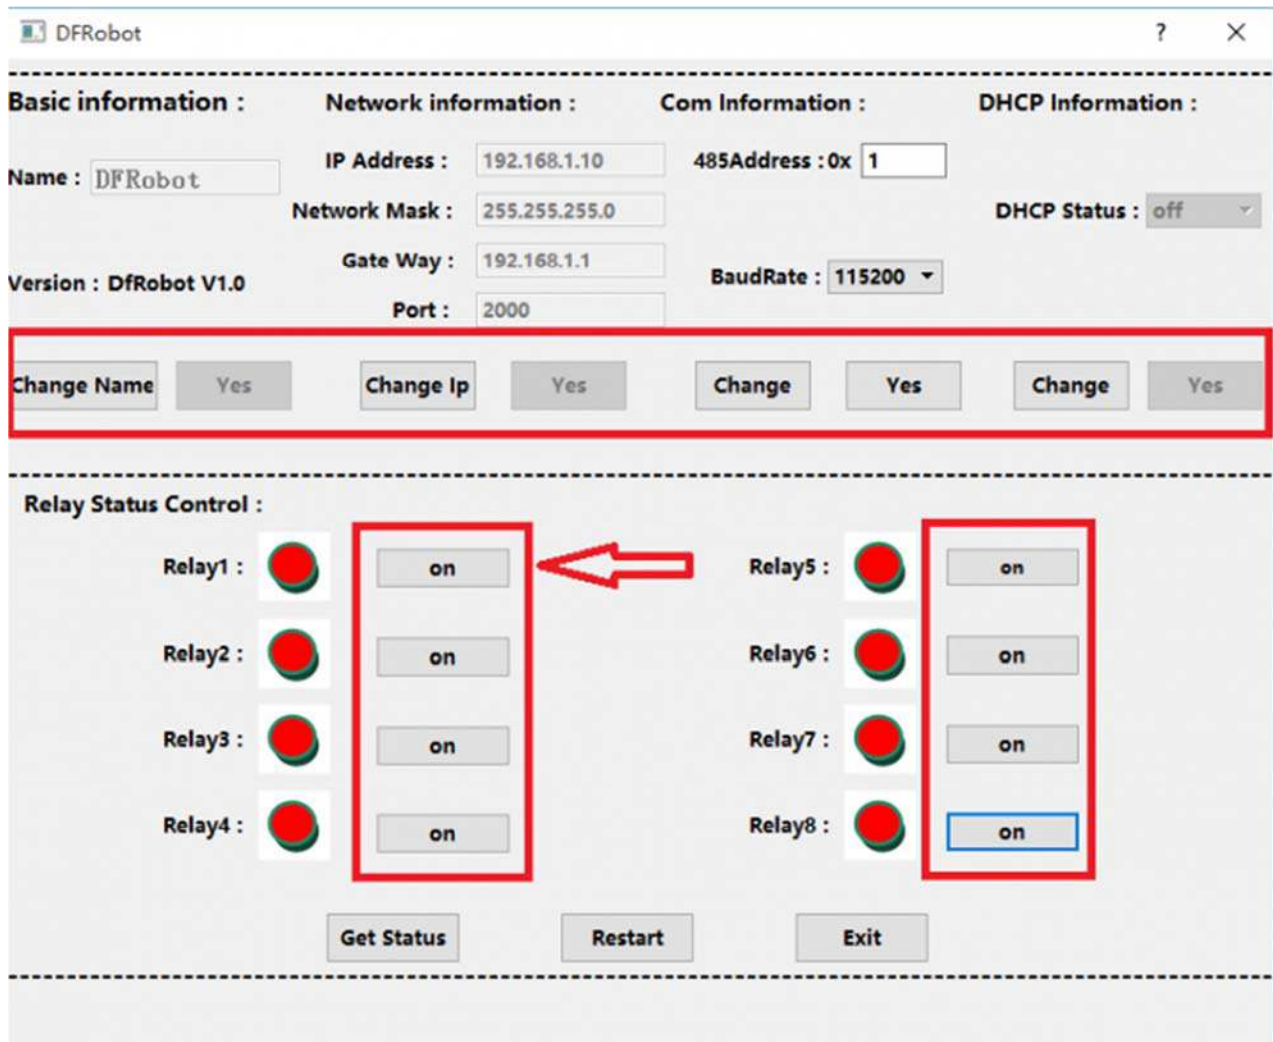 DFRobot
?
Basic information :
Network information :
Com Information :
DHCP Information :
Name : DFRobot
Version : DfRobot V1.0
IP Address : 192.168.1.10
Network Mask : 255.255.255.0
Gate Way : 192.168.1.1
Port : 2000
485Address : 0x 1
BaudRate : 115200
DHCP Status : off
Change Name Yes Change Ip Yes Change Yes Change Yes
Relay Status Control :
Relay1 : on Relay5 : on
Relay2 : on Relay6 : on
Relay3 : on Relay7 : on
Relay4 : on Relay8 : on
Get Status Restart Exit